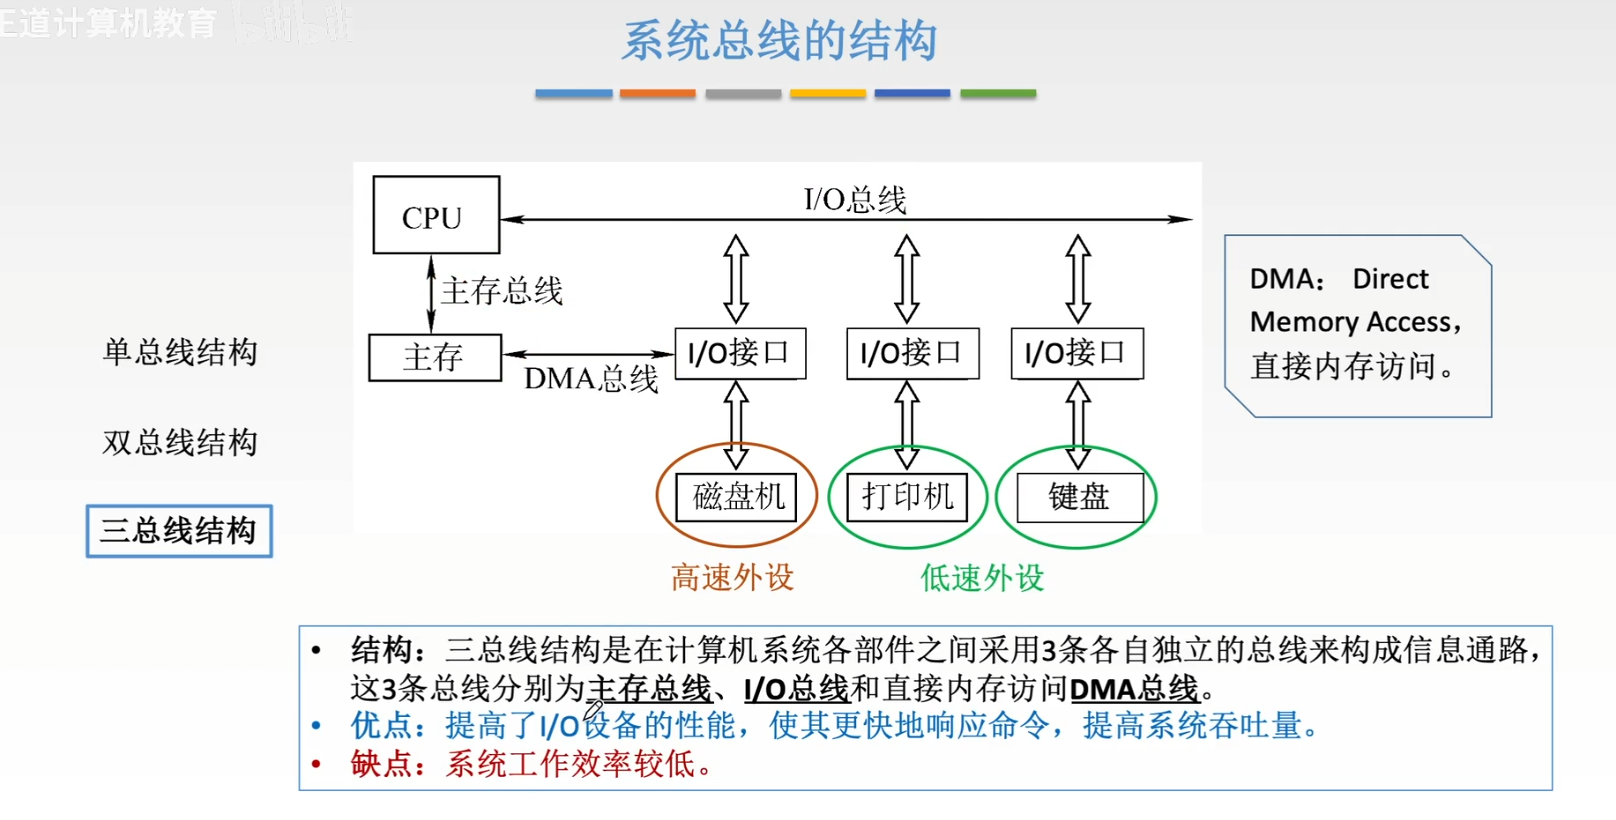 王道计算机教育 bilibili
系统总线的结构
CPU
I/O总线
主存总线
主存
DMA总线
I/O接口
I/O接口
I/O接口
磁盘机
打印机
键盘
高速外设
低速外设
DMA： Direct
Memory Access，
直接内存访问。
单总线结构
双总线结构
三总线结构
• 结构：三总线结构是在计算机系统各部件之间采用3条各自独立的总线来构成信息通路，
这3条总线分别为主存总线、I/O总线和直接内存访问DMA总线。
• 优点：提高了I/O设备的性能，使其更快地响应命令，提高系统吞吐量。
• 缺点：系统工作效率较低。